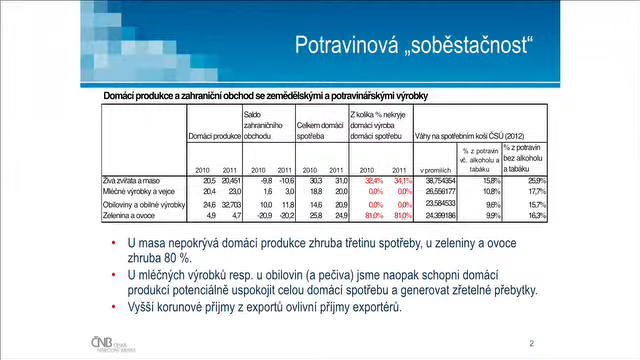 Potravinová „soběstačnost“
Domácí produkce a zahraniční obchod se zemědělskými a potravinářskými výrobky
Domácí produkce Saldo zahraničního obchodu Celkem domácí spotřeba Z kolika % nekryje domácí výroba domácí spotřebu Váhy na spotřebním koši ČSÚ (2012)
2010 2011 2010 2011 2010 2011 2010 2011 v promilích % z potravin vč. alkoholu a tabáku % z potravin bez alkoholu a tabáku
Živá zvířata a maso 20,5 20,451 -9,8 -10,6 30,3 31,0 32,4% 34,1% 38,754354 15,8% 25,9%
Mléčné výrobky a vejce 20,4 23,0 1,6 3,0 18,8 20,0 0,0% 0,0% 26,556177 10,8% 17,7%
Obiloviny a obilné výrobky 24,6 32,703 10,0 11,8 14,6 20,9 0,0% 0,0% 23,584533 9,6% 15,7%
Zelenina a ovoce 4,9 4,7 -20,9 -20,2 25,8 24,9 81,0% 81,0% 24,399186 9,9% 16,3%
• U masa nepokrývá domácí produkce zhruba třetinu spotřeby, u zeleniny a ovoce
zhruba 80 %.
• U mléčných výrobků resp. u obilovin (a pečiva) jsme naopak schopni domácí
produkcí potenciálně uspokojit celou domácí spotřebu a generovat zřetelné přebytky.
• Vyšší korunové příjmy z exportů ovlivní příjmy exportérů.
ČNB ČESKÁ
NÁRODNÍ BANKA
2